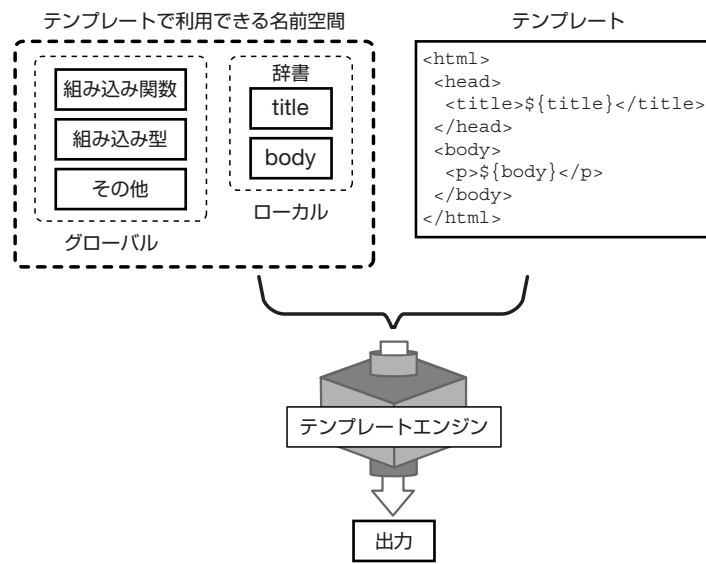 テンプレートで利用できる名前空間
組み込み関数
組み込み型
その他
グローバル
辞書
title
body
ローカル
テンプレート
<html>
<head>
<title>${title}</title>
</head>
<body>
<p>${body}</p>
</body>
</html>
テンプレートエンジン
出力